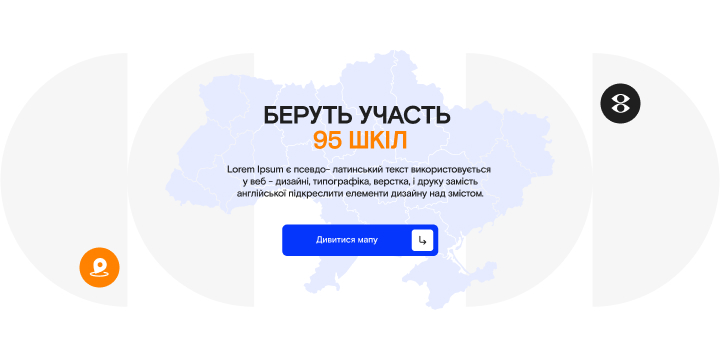 БЕРУТЬ УЧАСТЬ
95 ШКІЛ
Lorem Ipsum є псевдо- латинський текст використовується
у веб - дизайні, типографіка, верстка, і друку замість
англійської підкреслити елементи дизайну над змістом.
Дивитися мапу